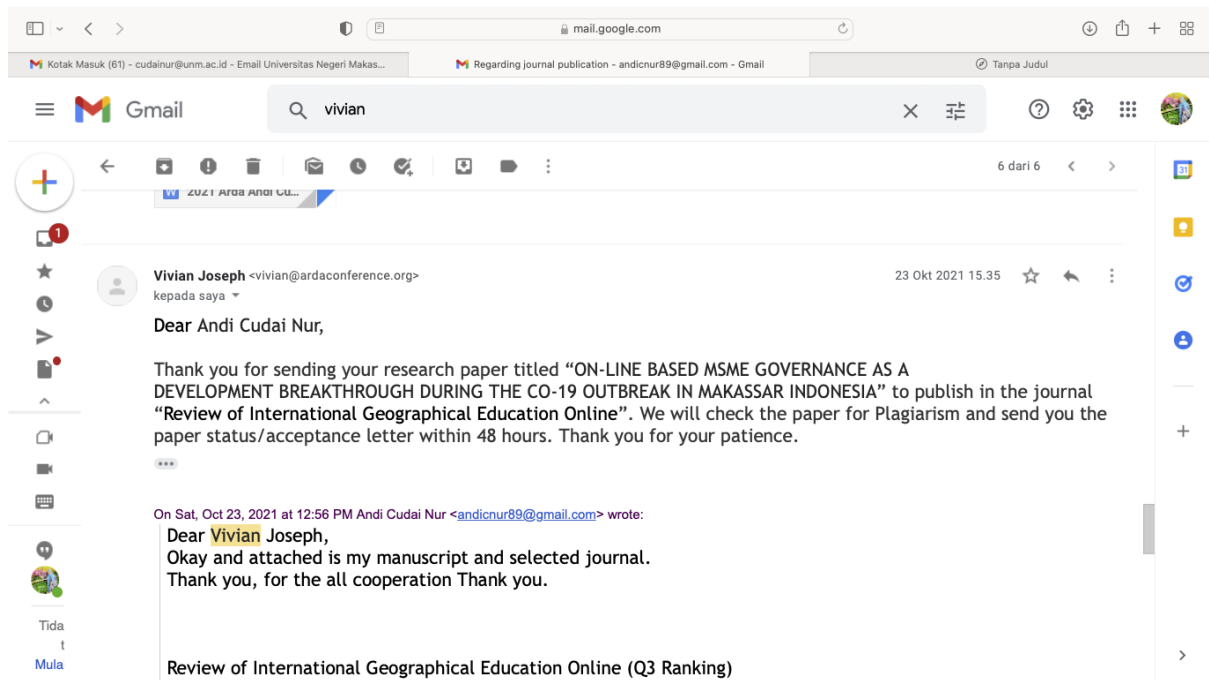 mail.google.com
Kotak Masuk (61) - cudainur@unm.ac.id - Email Universitas Negeri Makas...
Regarding journal publication - andicnur89@gmail.com - Gmail
Tanpa Judul
Gmail
vivian
6 dari 6
31
W 2021 Arda Andi Cu...
1
Vivian Joseph <vivian@ardaconference.org>
23 Okt 2021 15.35
kepada saya
Dear Andi Cudai Nur,
Thank you for sending your research paper titled “ON-LINE BASED MSME GOVERNANCE AS A
DEVELOPMENT BREAKTHROUGH DURING THE CO-19 OUTBREAK IN MAKASSAR INDONESIA” to publish in the journal
“Review of International Geographical Education Online”. We will check the paper for Plagiarism and send you the
paper status/acceptance letter within 48 hours. Thank you for your patience.
On Sat, Oct 23, 2021 at 12:56 PM Andi Cudai Nur <andicnur89@gmail.com> wrote:
Dear Vivian Joseph,
Okay and attached is my manuscript and selected journal.
Thank you, for the all cooperation Thank you.
Tida
t
Mula
Review of International Geographical Education Online (Q3 Ranking)